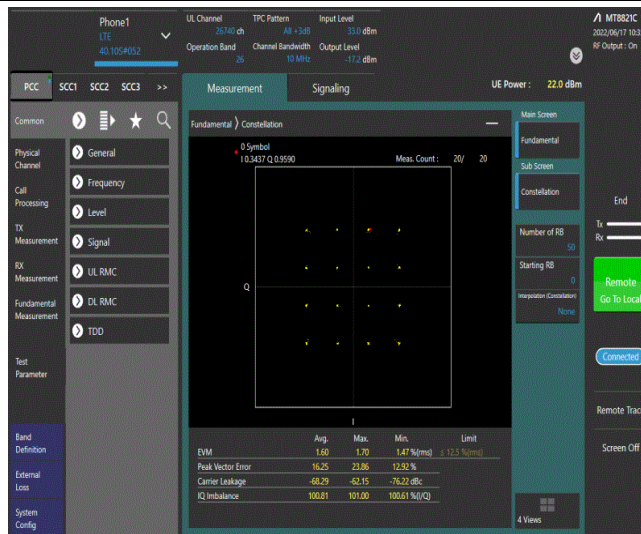 Phone1
LTE
40.105#052
UL Channel
26740 ch
TPC Pattern
All +3dB
Input Level
33.0 dBm
Operation Band
26
Channel Bandwidth
10 MHz
Output Level
-17.2 dBm
MT8821C
2022/06/17 10:3
RF Output : On
PCC SCC1 SCC2 SCC3 >>
Measurement Signaling
UE Power : 22.0 dBm
Common
Physical
Channel
Call
Processing
TX
Measurement
RX
Measurement
Fundamental
Measurement
Test
Parameter
Band
Definition
External
Loss
System
Config
General
Frequency
Level
Signal
UL RMC
DL RMC
TDD
Fundamental Constellation
0 Symbol
I 0.3437 Q 0.9590
Meas. Count : 20/ 20
Q
I
Avg. Max. Min. Limit
EVM 1.60 1.70 1.47 %(rms) ≤ 12.5 %(rms)
Peak Vector Error 16.25 23.86 12.92 %
Carrier Leakage -68.29 -62.15 -76.22 dBc
IQ Imbalance 100.81 101.00 100.61 %(I/Q)
Main Screen
Fundamental
Sub Screen
Constellation
Number of RB
50
Starting RB
0
Interpolation (Constellation)
None
4 Views
End
Tx
Rx
Remote
Go To Local
Connected
Remote Trac
Screen Off